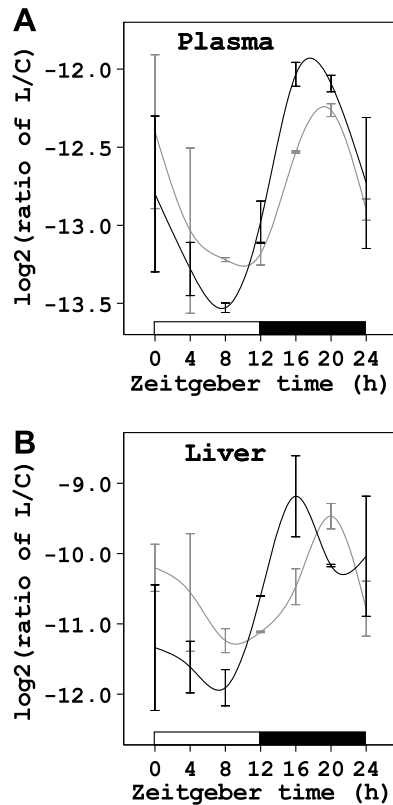 A
Plasma
log2(ratio of L/C)
-12.0
-12.5
-13.0
-13.5
0 4 8 12 16 20 24
Zeitgeber time (h)
B
Liver
log2(ratio of L/C)
-9.0
-10.0
-11.0
-12.0
0 4 8 12 16 20 24
Zeitgeber time (h)